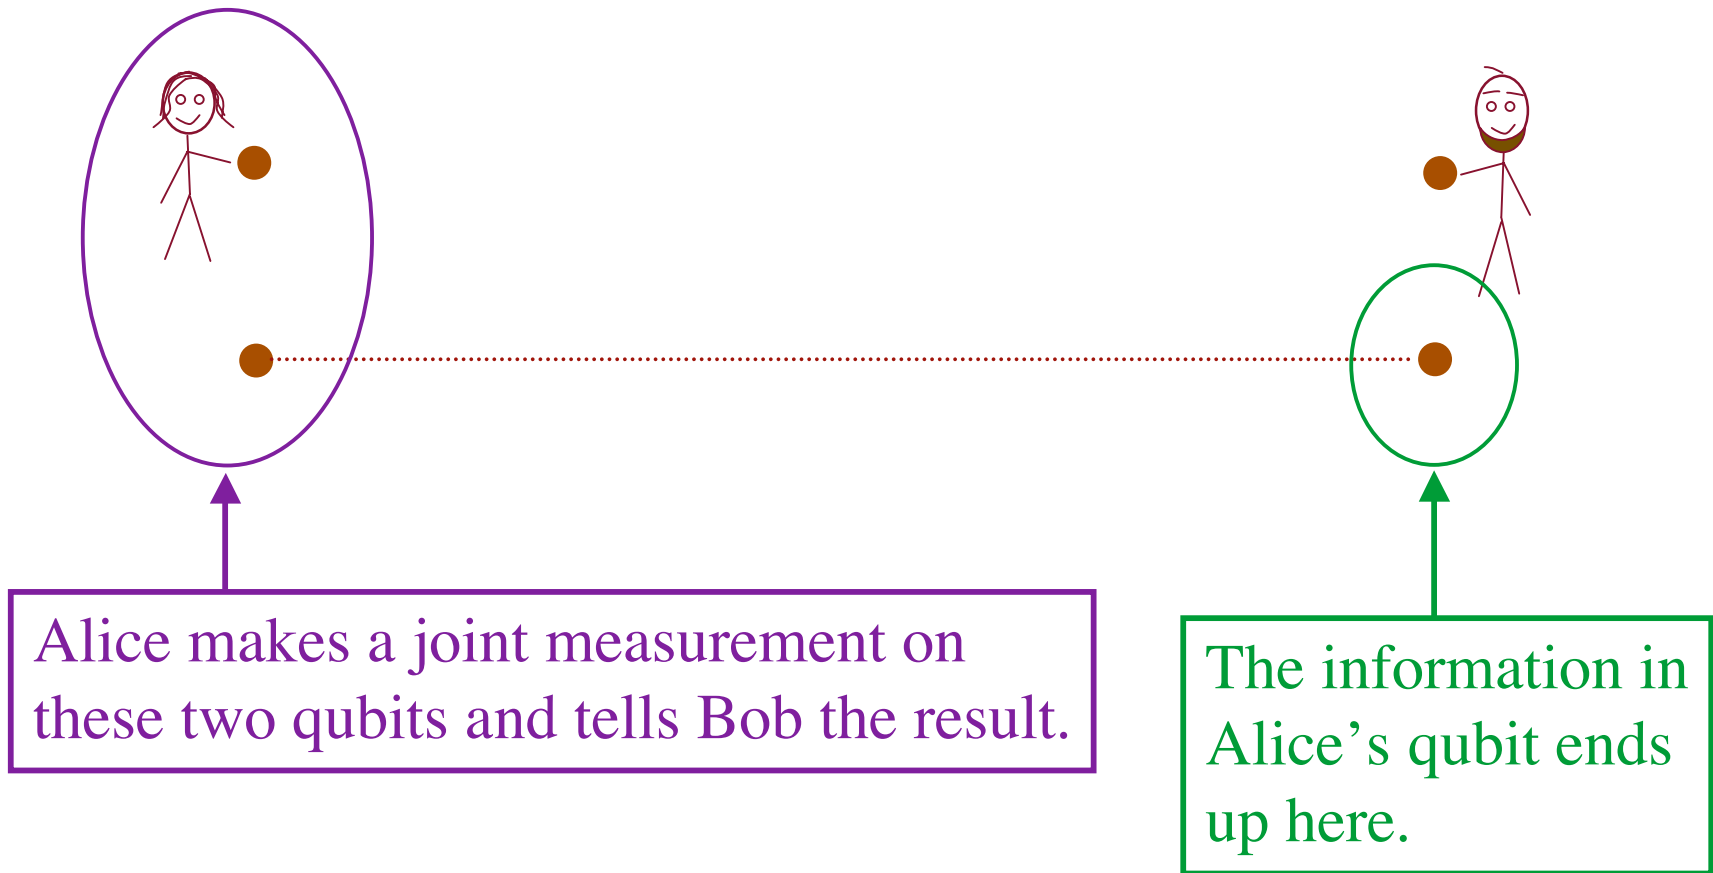 Alice makes a joint measurement on
these two qubits and tells Bob the result.
The information in
Alice’s qubit ends
up here.